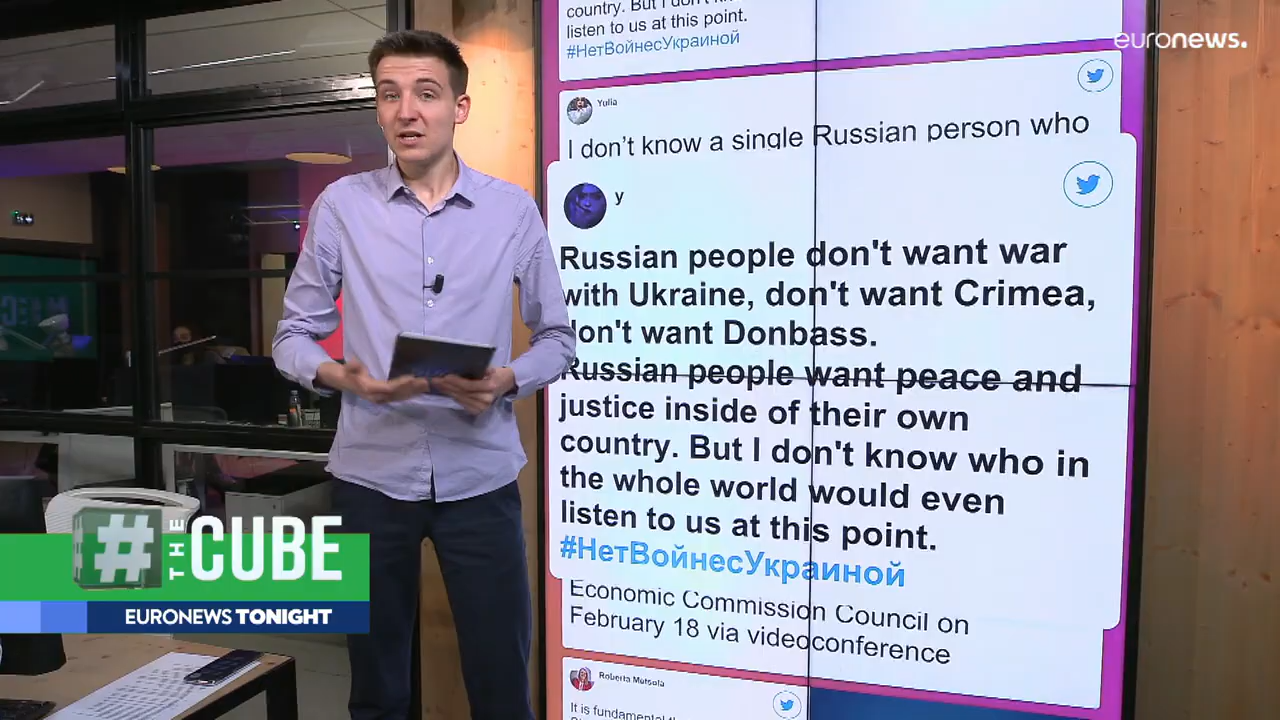 country. But I don't kn
listen to us at this point.
#НетВойнесУкраиной
euronews.
Yulia
I don't know a single Russian person who
y
Russian people don't want war
with Ukraine, don't want Crimea,
don't want Donbass.
Russian people want peace and
justice inside of their own
country. But I don't know who in
the whole world would even
listen to us at this point.
#НетВойнесУкраиной
Economic Commission Council on
February 18 via videoconference
Roberta Metsola
It is fundamental
# THE CUBE
EURONEWS TONIGHT